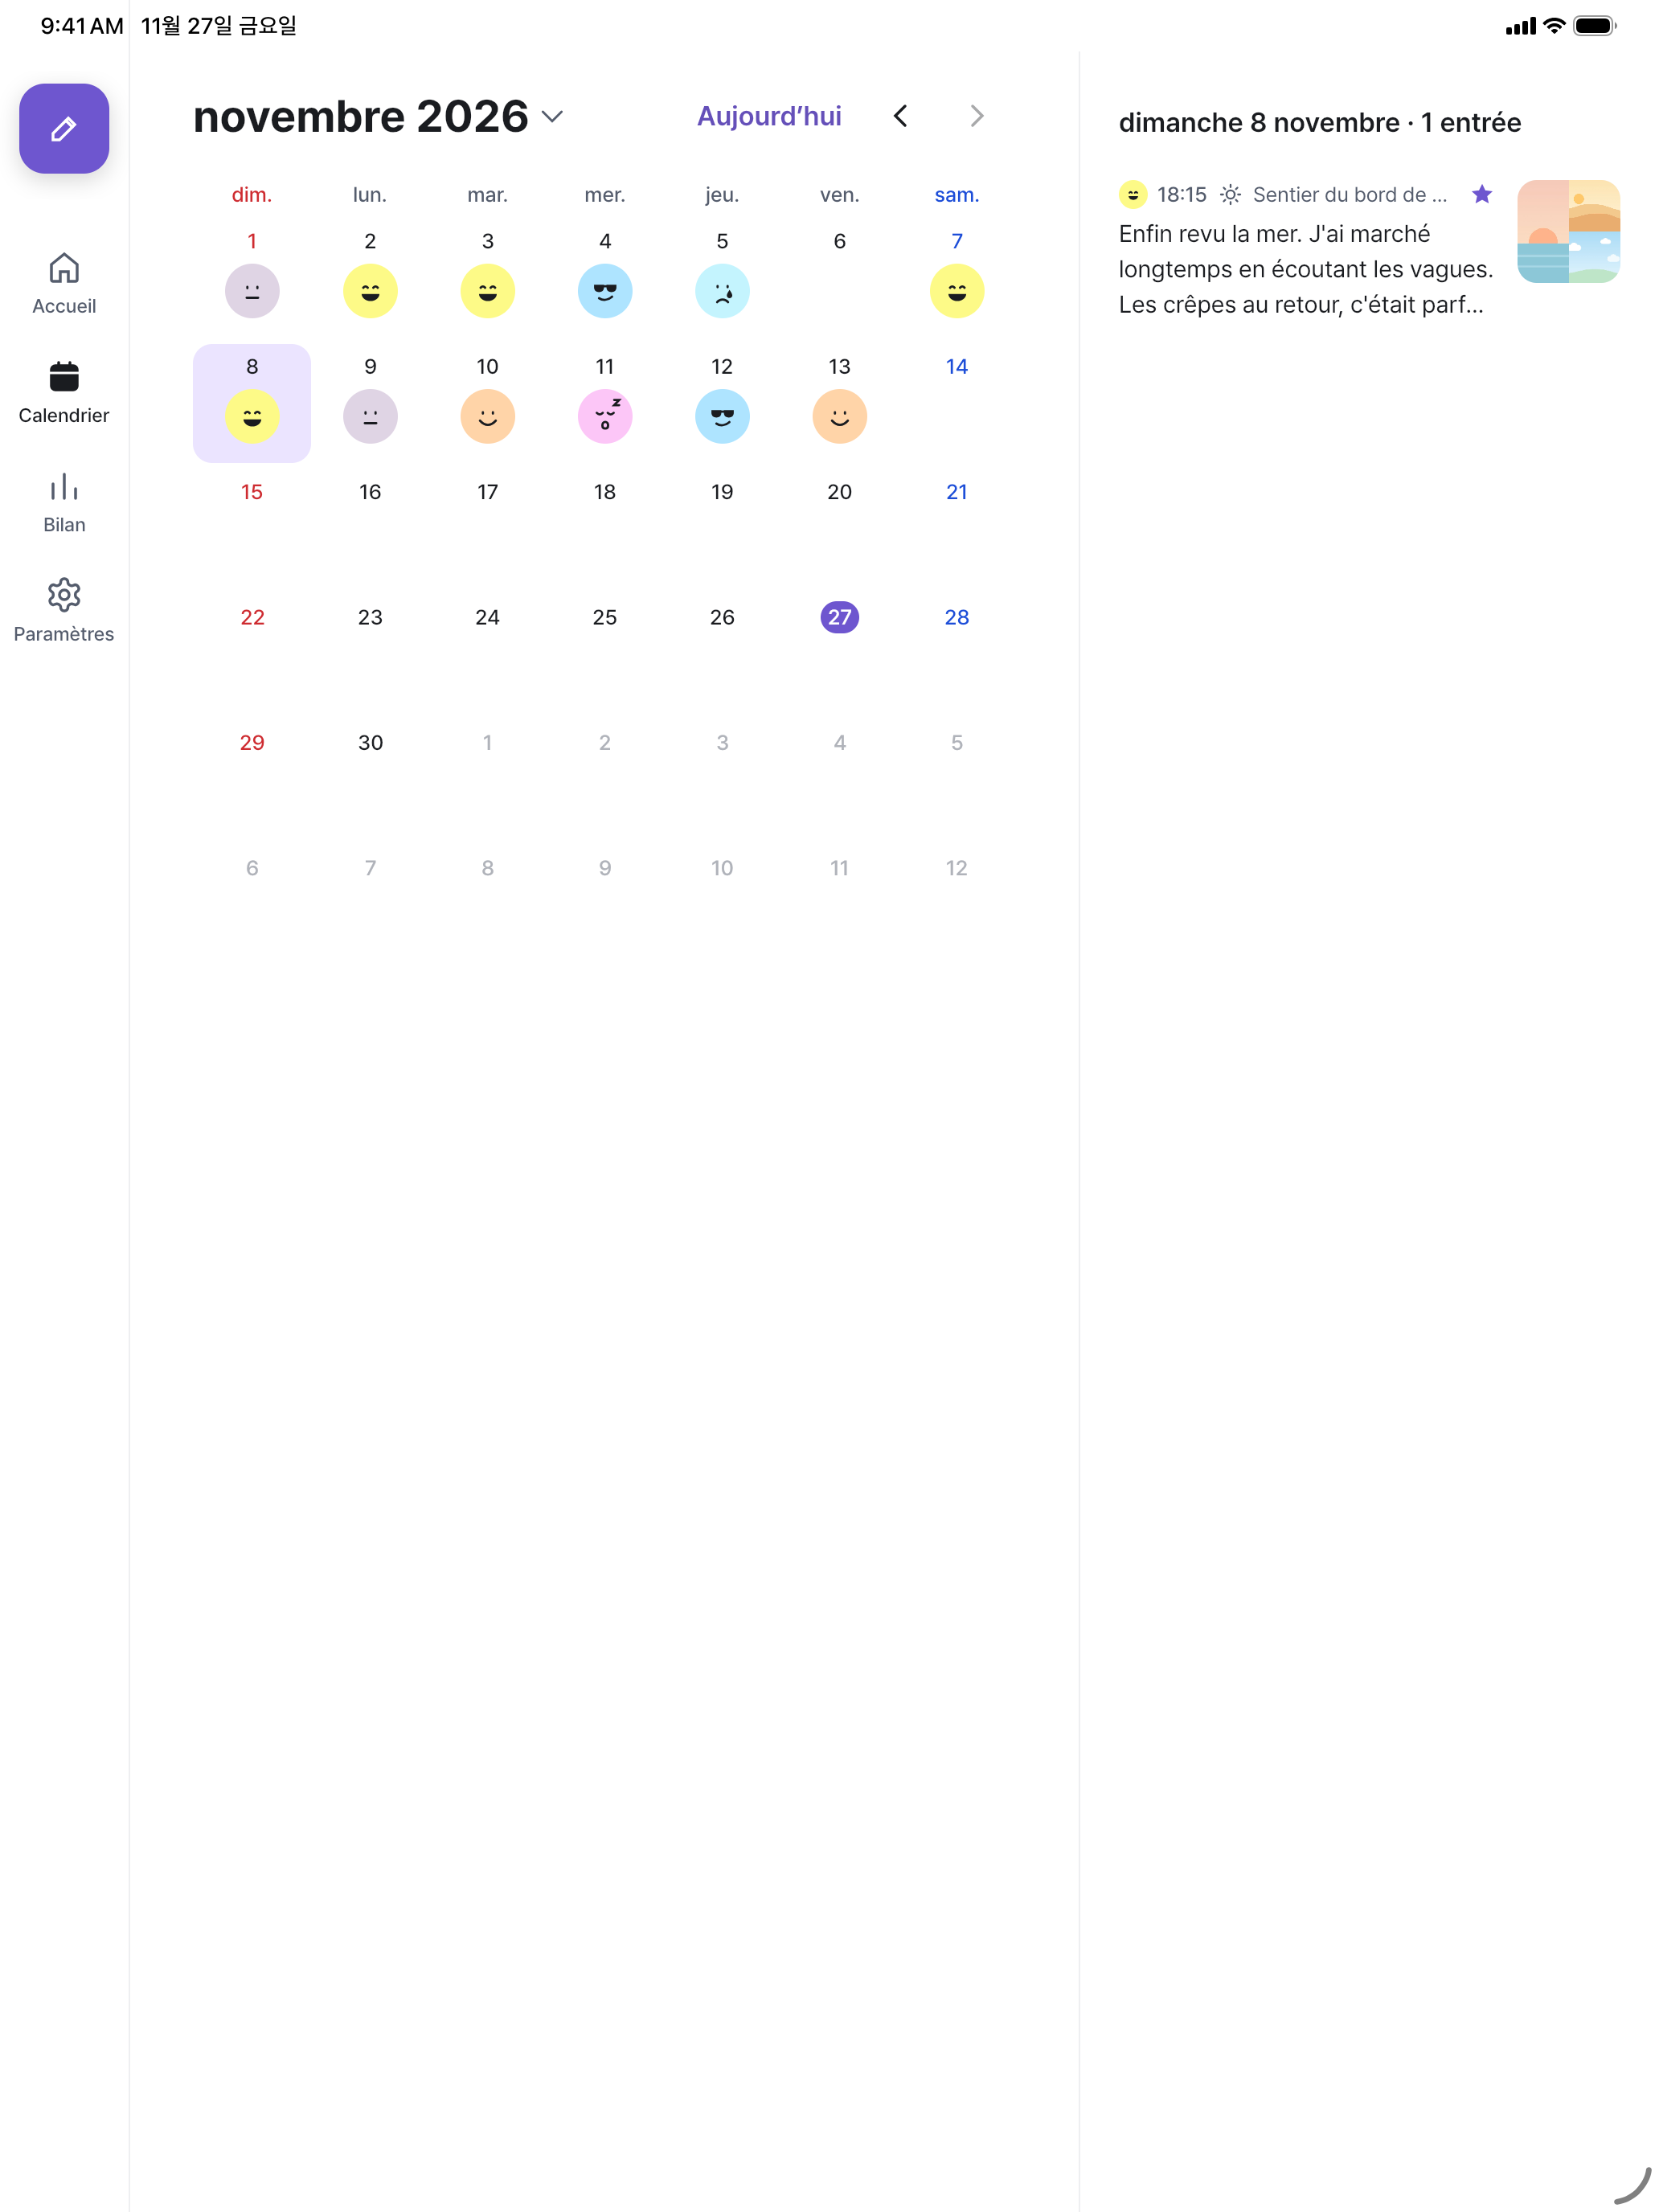 9:41 AM 11월 27일 금요일
Accueil
Calendrier
Bilan
Paramètres
novembre 2026
Aujourd’hui
dim. lun. mar. mer. jeu. ven. sam.
1 2 3 4 5 6 7
8 9 10 11 12 13 14
15 16 17 18 19 20 21
22 23 24 25 26 27 28
29 30 1 2 3 4 5
6 7 8 9 10 11 12
dimanche 8 novembre · 1 entrée
18:15 Sentier du bord de ...
Enfin revu la mer. J'ai marché
longtemps en écoutant les vagues.
Les crêpes au retour, c'était parf...